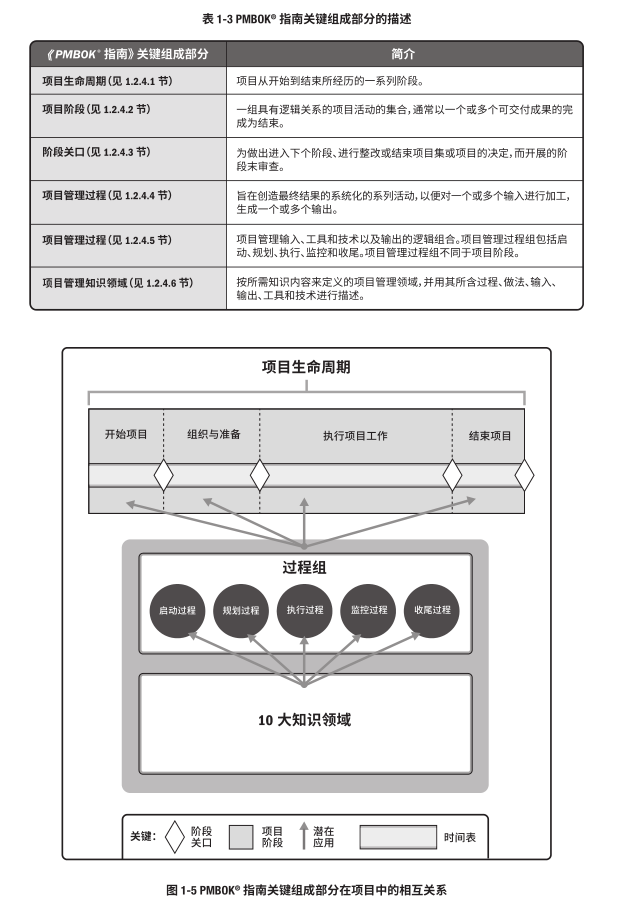 表 1-3 PMBOK® 指南关键组成部分的描述
《PMBOK® 指南》关键组成部分
简介
项目生命周期（见 1.2.4.1 节）
项目从开始到结束所经历的一系列阶段。
项目阶段（见 1.2.4.2 节）
一组具有逻辑关系的项目活动的集合，通常以一个或多个可交付成果的完
成为结束。
阶段关口（见 1.2.4.3 节）
为做出进入下个阶段、进行整改或结束项目集或项目的决定，而开展的阶
段末审查。
项目管理过程（见 1.2.4.4 节）
旨在创造最终结果的系统化的系列活动，以便对一个或多个输入进行加工，
生成一个或多个输出。
项目管理过程（见 1.2.4.5 节）
项目管理输入、工具和技术以及输出的逻辑组合。项目管理过程组包括启
动、规划、执行、监控和收尾。项目管理过程组不同于项目阶段。
项目管理知识领域（见 1.2.4.6 节）
按所需知识内容来定义的项目管理领域，并用其所含过程、做法、输入、
输出、工具和技术进行描述。
项目生命周期
开始项目
组织与准备
执行项目工作
结束项目
过程组
启动过程
规划过程
执行过程
监控过程
收尾过程
10 大知识领域
关键：
阶段
关口
项目
阶段
潜在
应用
时间表
图 1-5 PMBOK® 指南关键组成部分在项目中的相互关系